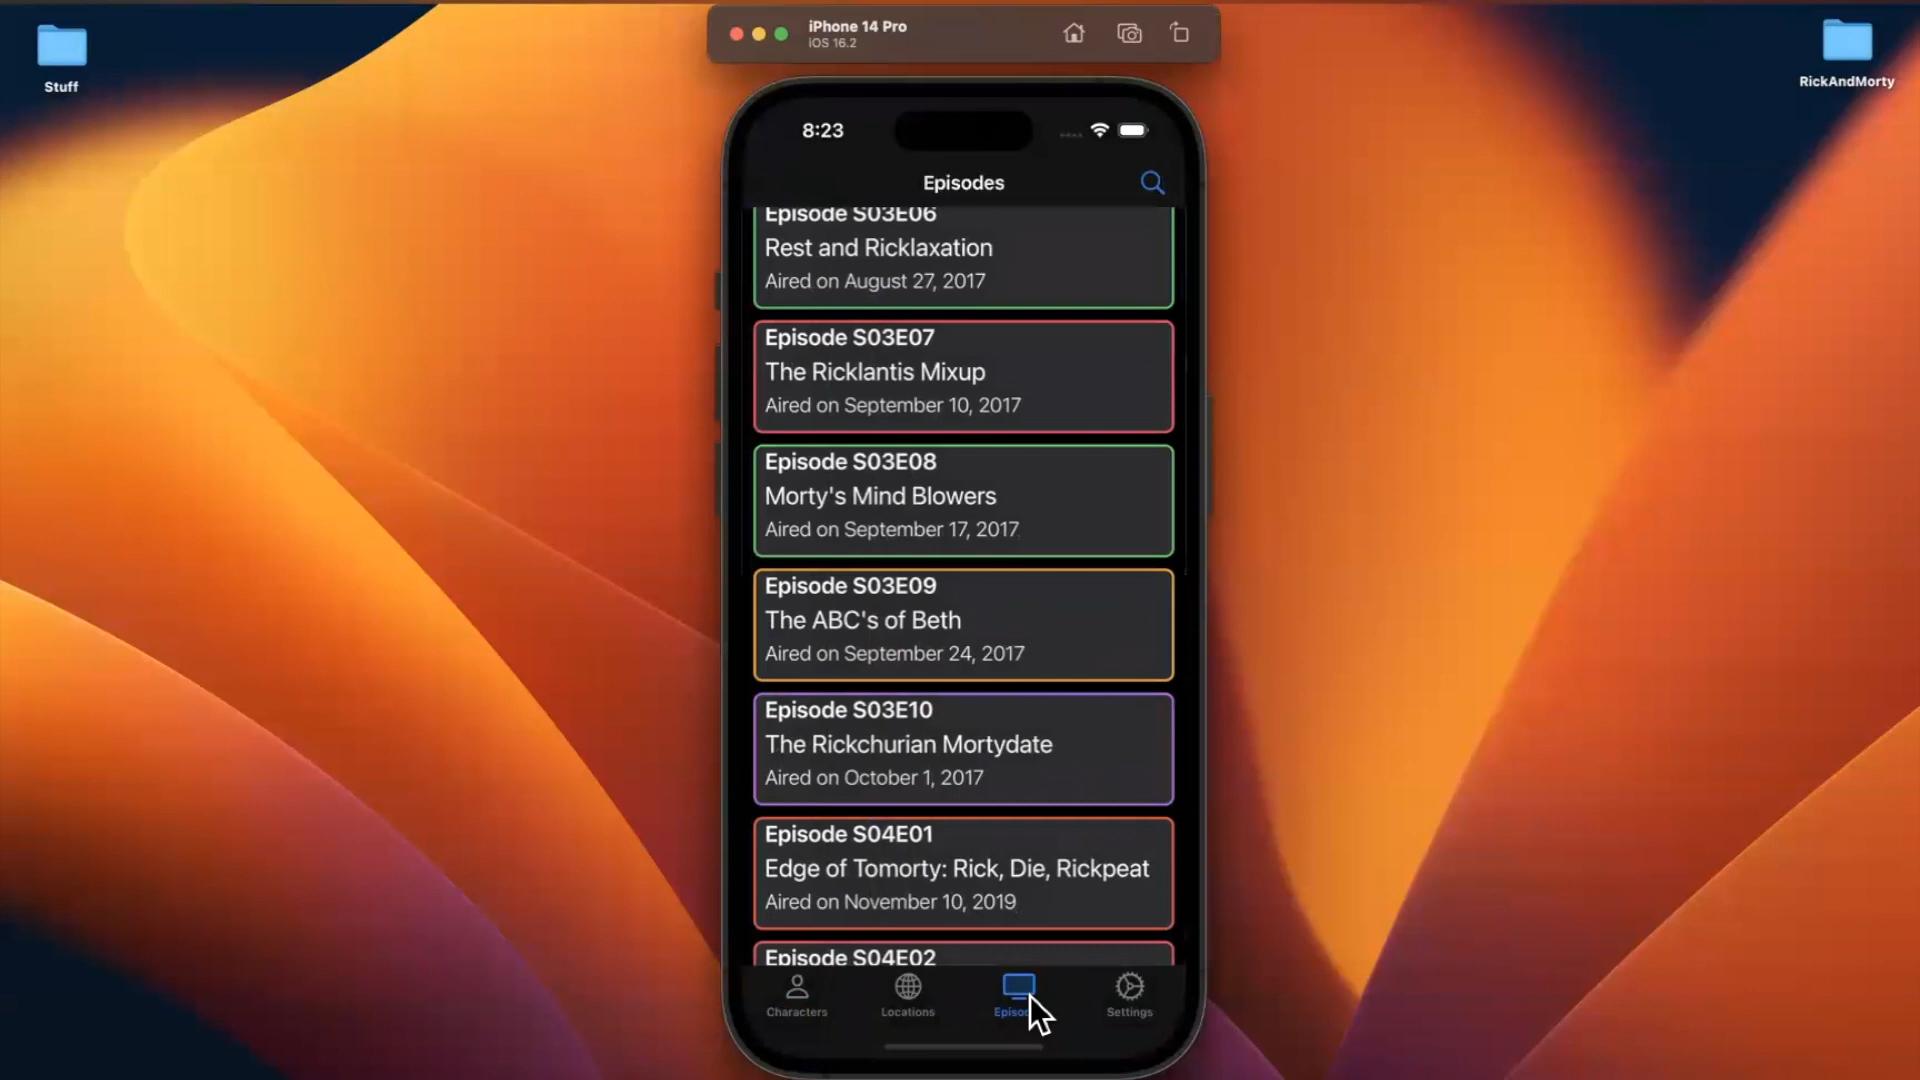 iPhone 14 Pro
iOS 16.2
Stuff
RickAndMorty
8:23
Episodes
Episode S03E06
Rest and Ricklaxation
Aired on August 27, 2017
Episode S03E07
The Ricklantis Mixup
Aired on September 10, 2017
Episode S03E08
Morty's Mind Blowers
Aired on September 17, 2017
Episode S03E09
The ABC's of Beth
Aired on September 24, 2017
Episode S03E10
The Rickchurian Mortydate
Aired on October 1, 2017
Episode S04E01
Edge of Tomorty: Rick, Die, Rickpeat
Aired on November 10, 2019
Episode S04E02
Characters
Locations
Settings